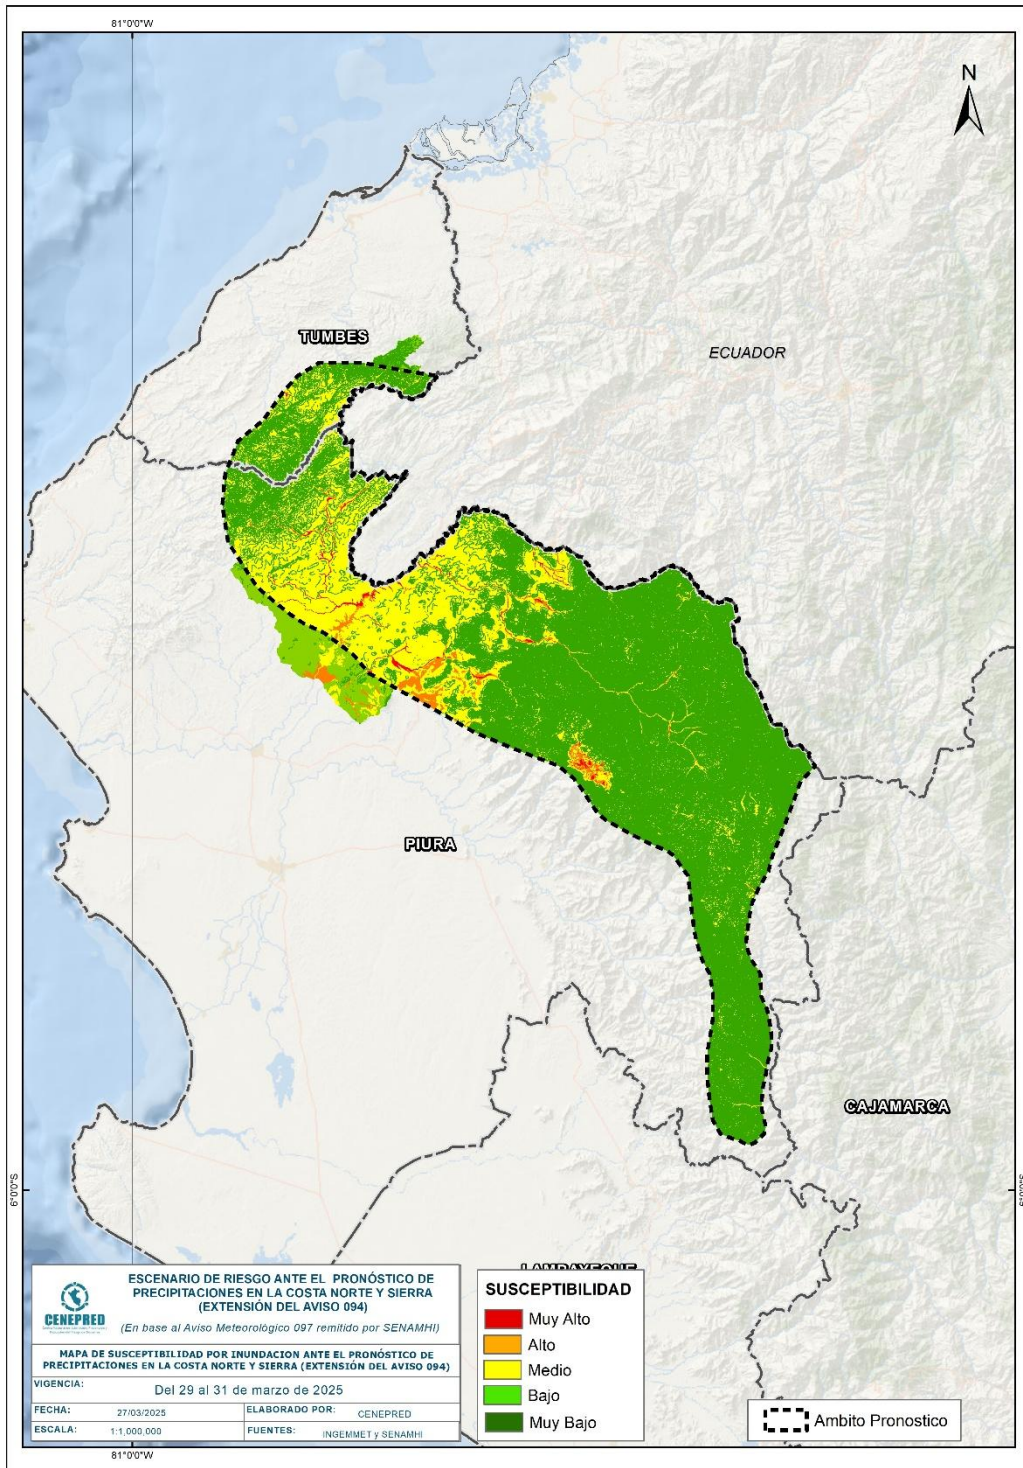 81°0'0"W
N
TUMBES
ECUADOR
PIURA
CAJAMARCA
6°0'0"S
6°0'0"S
LAMBAYEQUE
CENEPRED
ESCENARIO DE RIESGO ANTE EL PRONÓSTICO DE
PRECIPITACIONES EN LA COSTA NORTE Y SIERRA
(EXTENSIÓN DEL AVISO 094)
(En base al Aviso Meteorológico 097 remitido por SENAMHI)
MAPA DE SUSCEPTIBILIDAD POR INUNDACION ANTE EL PRONÓSTICO DE
PRECIPITACIONES EN LA COSTA NORTE Y SIERRA (EXTENSIÓN DEL AVISO 094)
VIGENCIA: Del 29 al 31 de marzo de 2025
FECHA: 27/03/2025 ELABORADO POR: CENEPRED
ESCALA: 1:1,000,000 FUENTES: INGEMMET y SENAMHI
SUSCEPTIBILIDAD
Muy Alto
Alto
Medio
Bajo
Muy Bajo
Ambito Pronostico
81°0'0"W